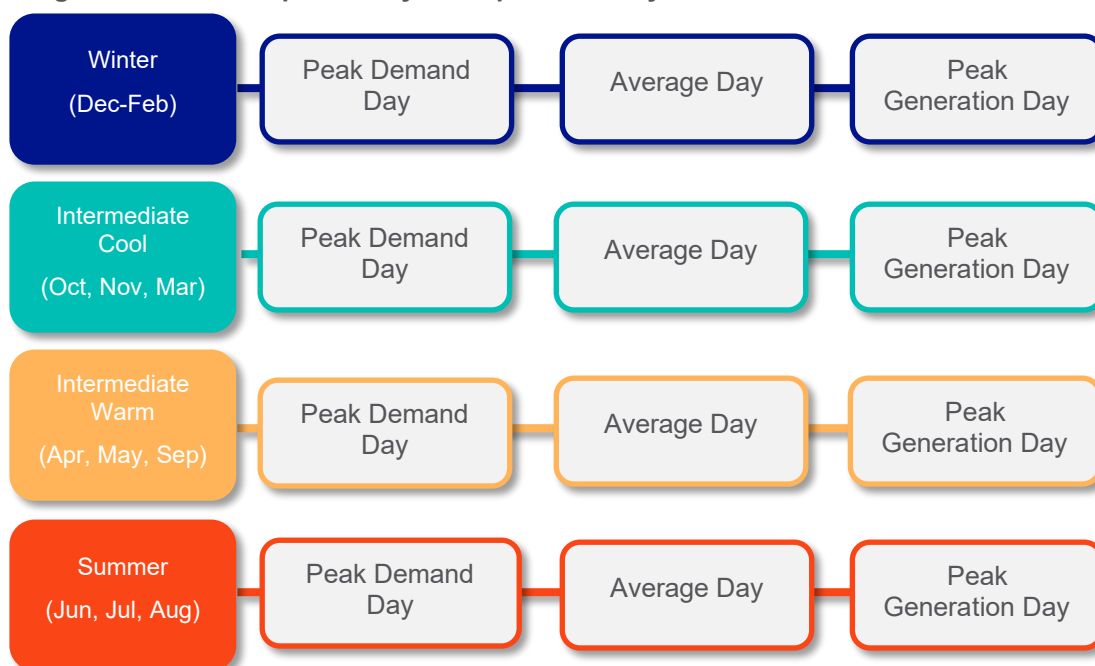 Winter
(Dec-Feb)
Peak Demand
Day
Average Day
Peak
Generation Day
Intermediate
Cool
(Oct, Nov, Mar)
Peak Demand
Day
Average Day
Peak
Generation Day
Intermediate
Warm
(Apr, May, Sep)
Peak Demand
Day
Average Day
Peak
Generation Day
Summer
(Jun, Jul, Aug)
Peak Demand
Day
Average Day
Peak
Generation Day